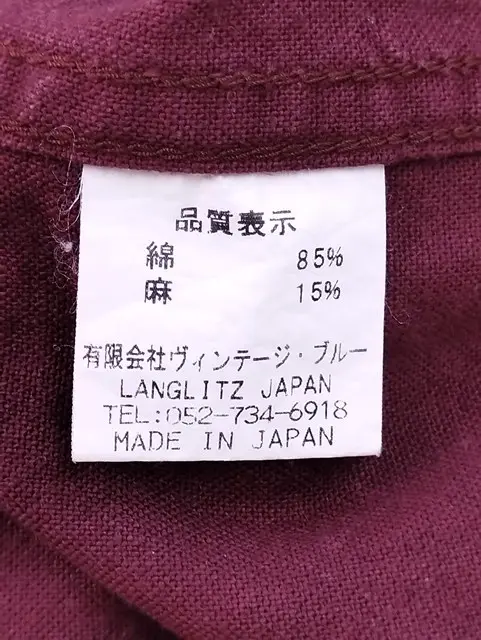 品質表示
綿 85%
麻 15%
有限会社ヴィンテージ・ブルー
LANGLITZ JAPAN
TEL:052-734-6918
MADE IN JAPAN